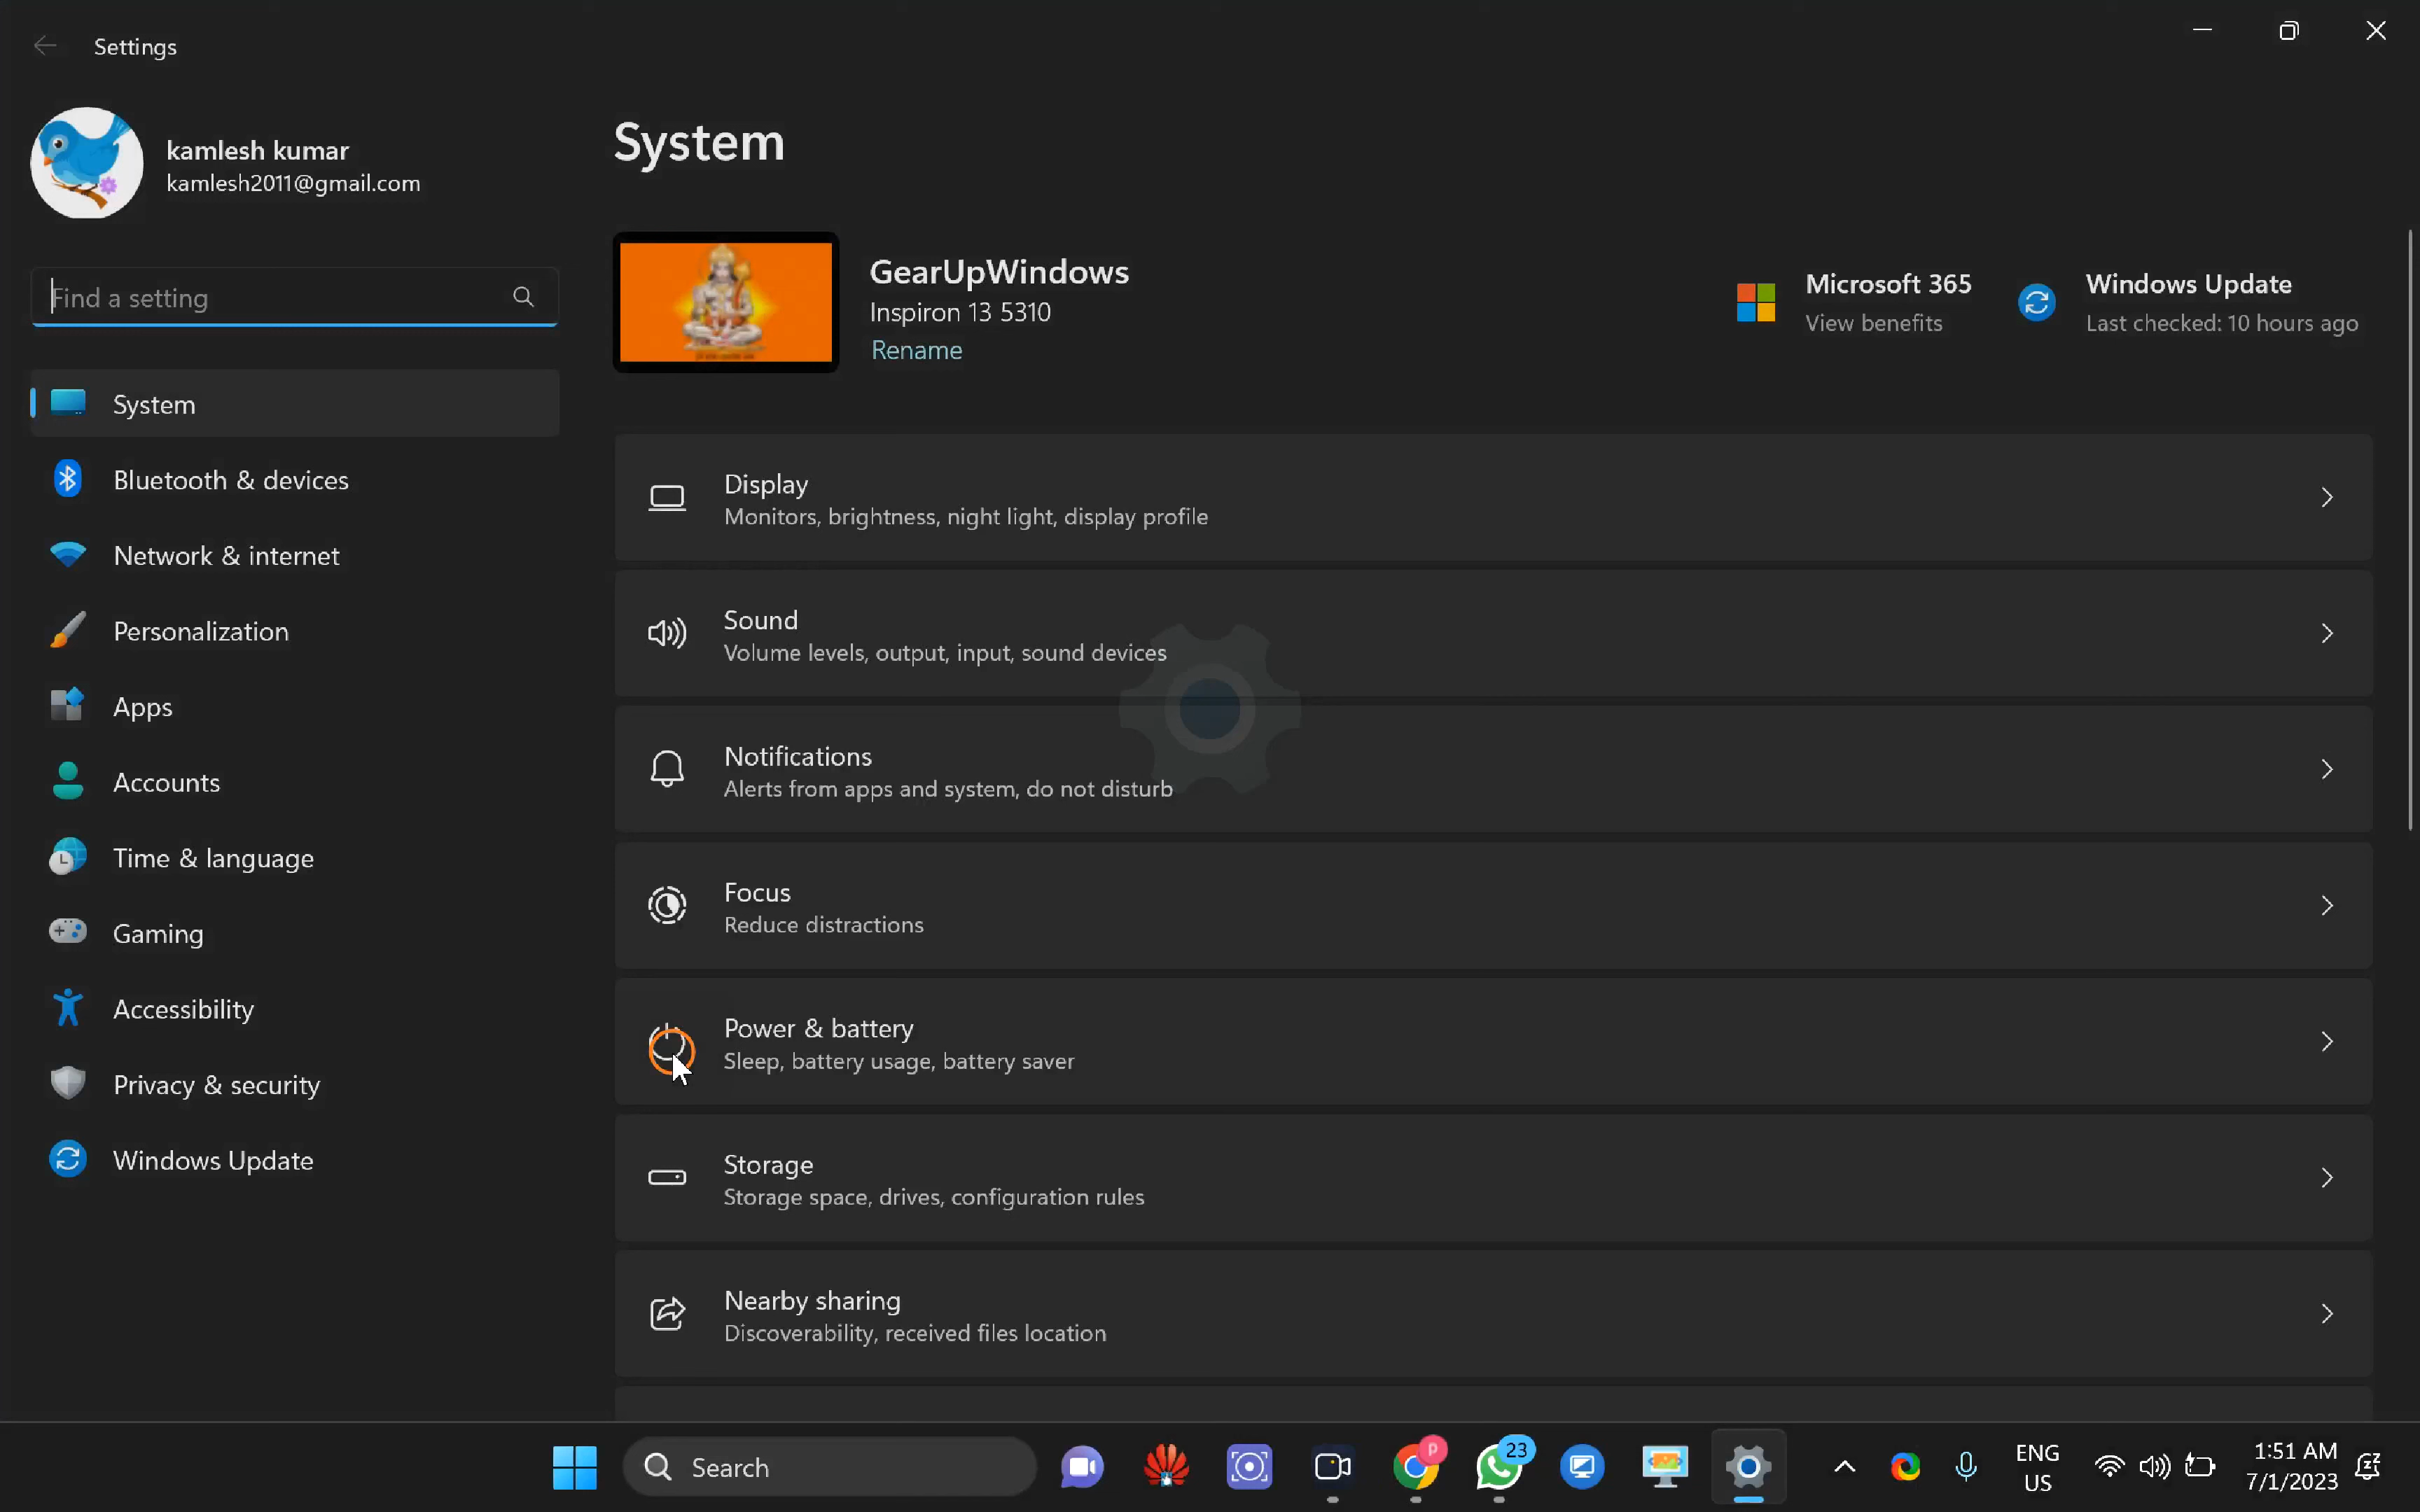 Settings
kamlesh kumar
kamlesh2011@gmail.com
Find a setting
System
Bluetooth & devices
Network & internet
Personalization
Apps
Accounts
Time & language
Gaming
Accessibility
Privacy & security
Windows Update
System
GearUpWindows
Inspiron 13 5310
Rename
Microsoft 365
View benefits
Windows Update
Last checked: 10 hours ago
Display
Monitors, brightness, night light, display profile
Sound
Volume levels, output, input, sound devices
Notifications
Alerts from apps and system, do not disturb
Focus
Reduce distractions
Power & battery
Sleep, battery usage, battery saver
Storage
Storage space, drives, configuration rules
Nearby sharing
Discoverability, received files location
Search
P
23
ENG
US
1:51 AM
7/1/2023